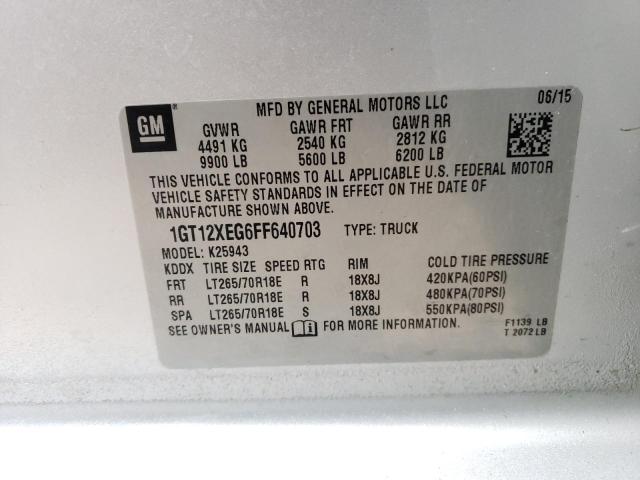 GM
MFD BY GENERAL MOTORS LLC 06/15
GVWR GAWR FRT GAWR RR
4491 KG 2540 KG 2812 KG
9900 LB 5600 LB 6200 LB
THIS VEHICLE CONFORMS TO ALL APPLICABLE U.S. FEDERAL MOTOR
VEHICLE SAFETY STANDARDS IN EFFECT ON THE DATE OF
MANUFACTURE SHOWN ABOVE.
1GT12XEG6FF640703 TYPE: TRUCK
MODEL: K25943
KDDX TIRE SIZE SPEED RTG RIM COLD TIRE PRESSURE
FRT LT265/70R18E R 18X8J 420KPA(60PSI)
RR LT265/70R18E R 18X8J 480KPA(70PSI)
SPA LT265/70R18E S 18X8J 550KPA(80PSI)
SEE OWNER'S MANUAL FOR MORE INFORMATION. F1139 LB
T 2072 LB